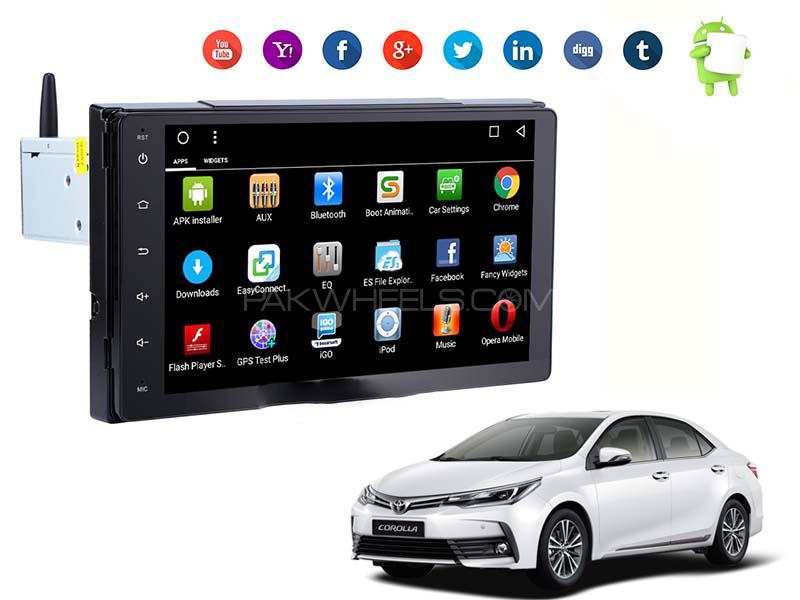 You Tube Y! f g+ t in digg t
RST
APPS WIDGETS
APK installer AUX Bluetooth Boot Animati.. Car Settings Chrome
Downloads EasyConnect.. EQ ES File Explor.. Facebook Fancy Widgets
PAKWHEELS.COM
Flash Player S.. GPS Test Plus iGO iPod Music Opera Mobile
MIC
COROLLA